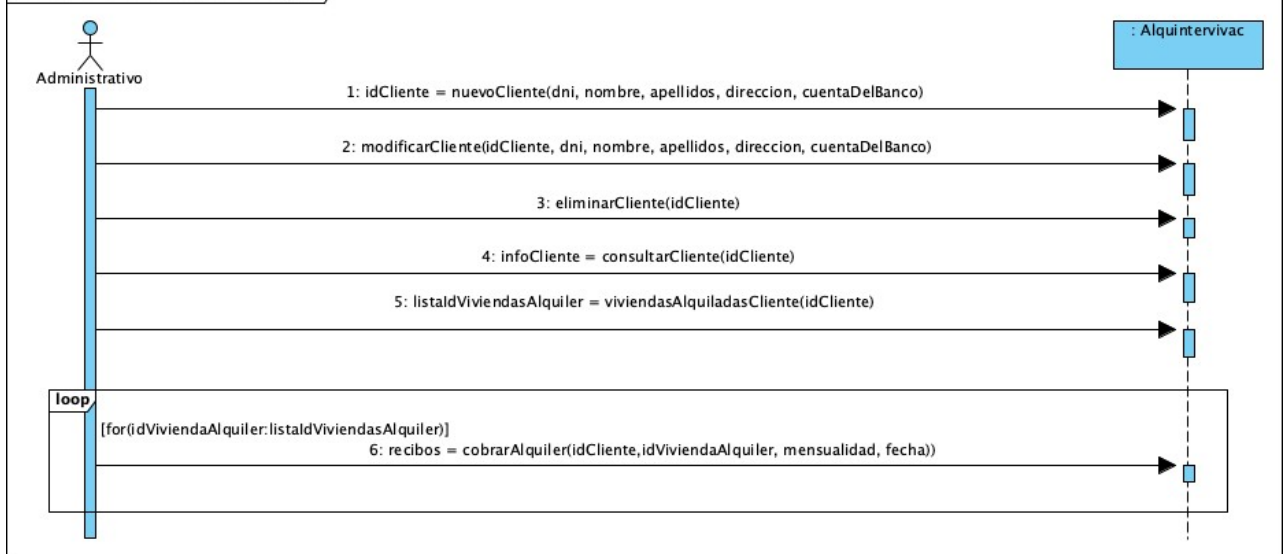 : Alquintervivac
Administrativo
1: idCliente = nuevoCliente(dni, nombre, apellidos, direccion, cuentaDelBanco)
2: modificarCliente(idCliente, dni, nombre, apellidos, direccion, cuentaDelBanco)
3: eliminarCliente(idCliente)
4: infoCliente = consultarCliente(idCliente)
5: listaIdViviendasAlquiler = viviendasAlquiladasCliente(idCliente)
loop
[for(idViviendaAlquiler:listaIdViviendasAlquiler)]
6: recibos = cobrarAlquiler(idCliente,idViviendaAlquiler, mensualidad, fecha))